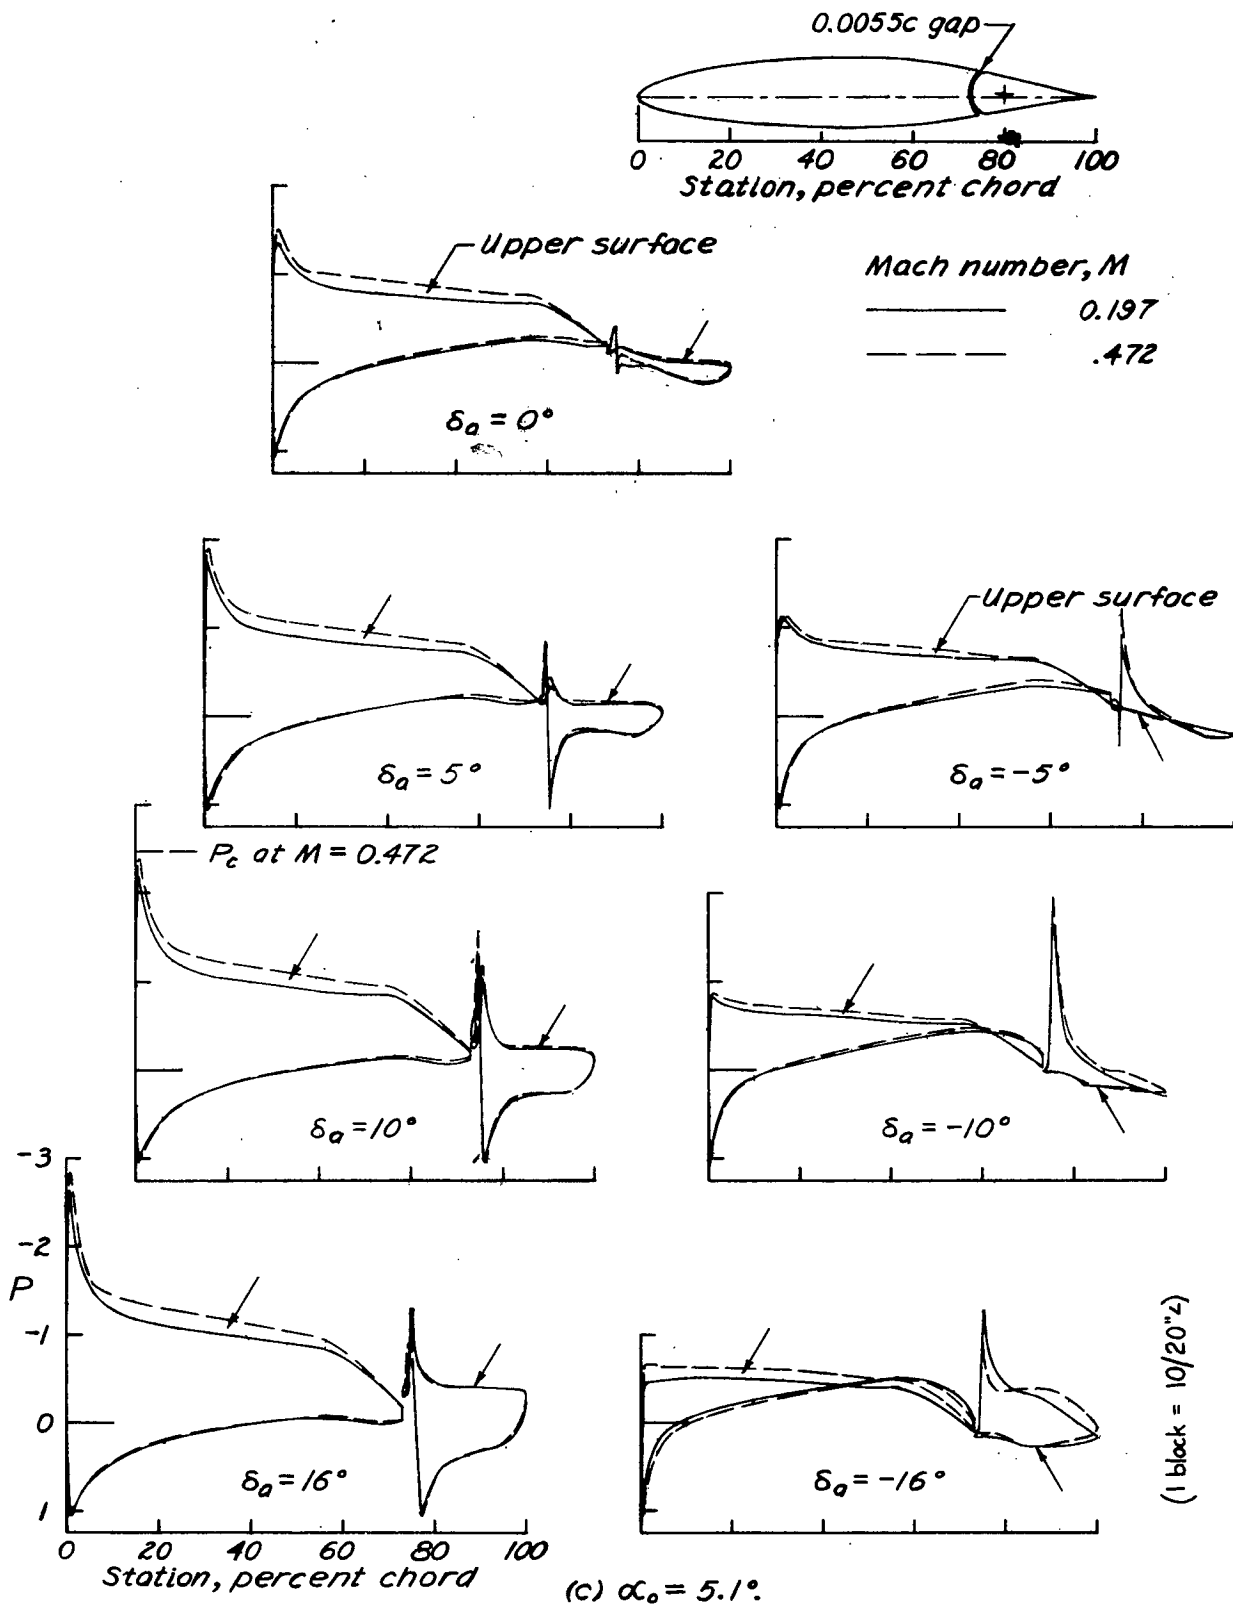 0.0055c gap
0 20 40 60 80 100
Station, percent chord
Upper surface
Mach number, M
0.197
.472
δa = 0°
Upper surface
δa = 5°
δa = -5°
Pc at M = 0.472
δa = 10°
δa = -10°
-3
-2
P
-1
0
1
δa = 16°
δa = -16°
0 20 40 60 80 100
Station, percent chord
(c) αo = 5.1°.
(1 block = 10/20"∠)